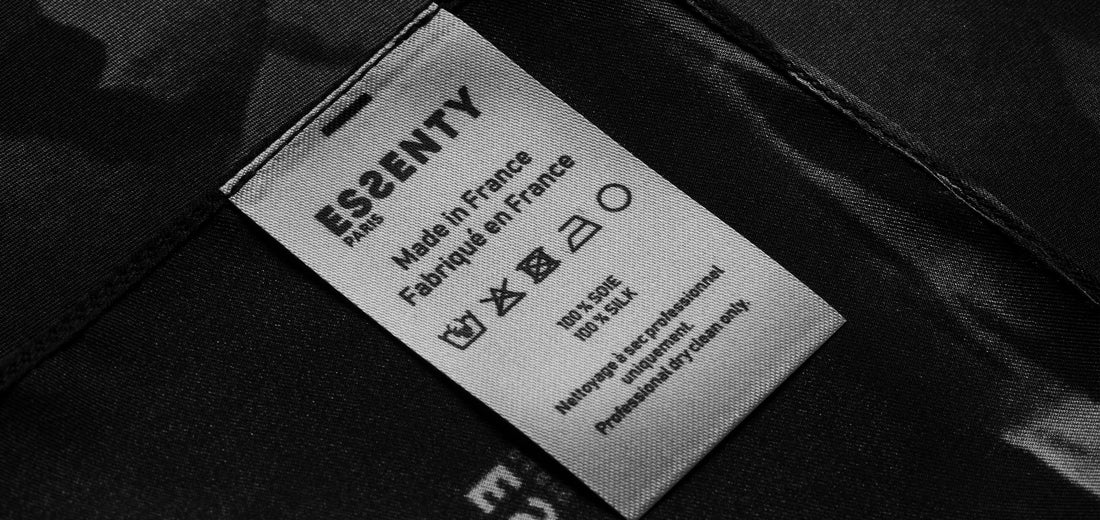 ESSENTY
PARIS
Made in France
Fabriqué en France
100 % SOIE
100 % SILK
Nettoyage à sec professionnel
uniquement.
Professional dry clean only.
E